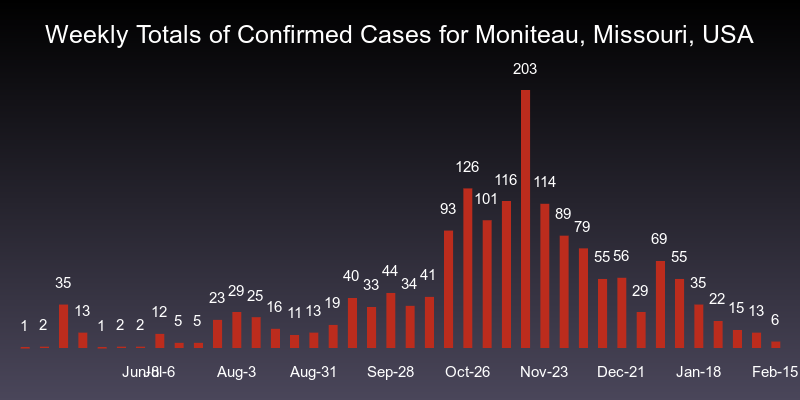 Weekly Totals of Confirmed Cases for Moniteau, Missouri, USA
1 2 35 13 1 2 2 12 5 5 23 29 25 16 11 13 19 40 33 44 34 41 93 126 101 116 203 114 89 79 55 56 29 69 55 35 22 15 13 6
Jul-6 Aug-3 Aug-31 Sep-28 Oct-26 Nov-23 Dec-21 Jan-18 Feb-15